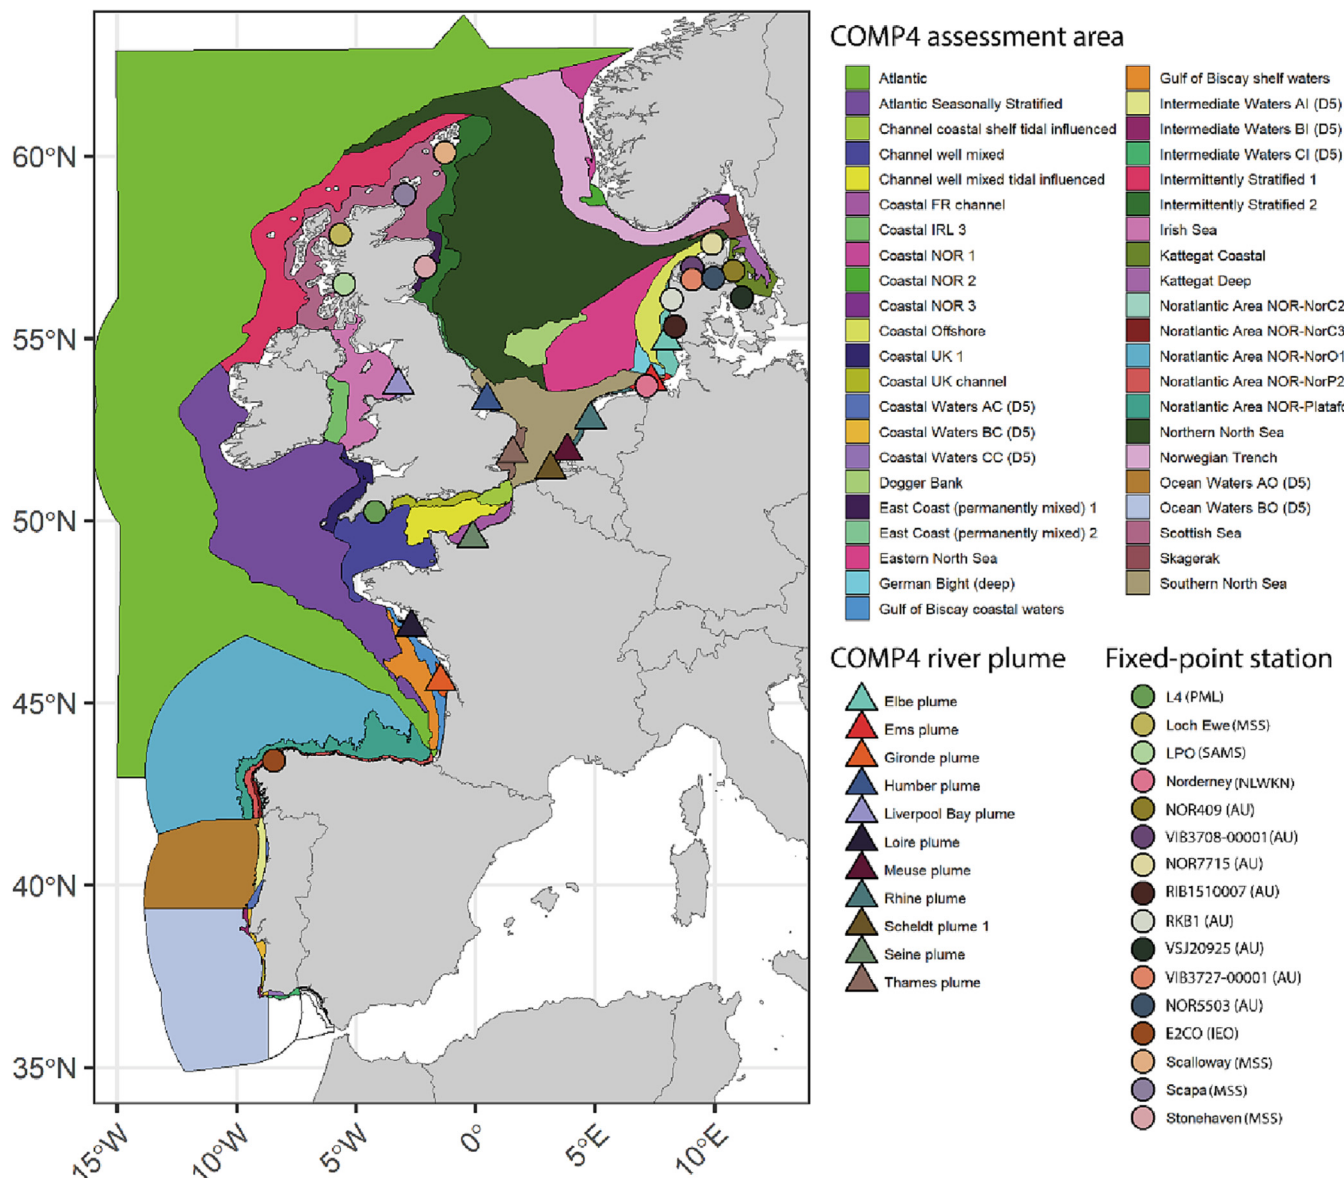 COMP4 assessment area
Atlantic
Atlantic Seasonally Stratified
Channel coastal shelf tidal influenced
Channel well mixed
Channel well mixed tidal influenced
Coastal FR channel
Coastal IRL 3
Coastal NOR 1
Coastal NOR 2
Coastal NOR 3
Coastal Offshore
Coastal UK 1
Coastal UK channel
Coastal Waters AC (D5)
Coastal Waters BC (D5)
Coastal Waters CC (D5)
Dogger Bank
East Coast (permanently mixed) 1
East Coast (permanently mixed) 2
Eastern North Sea
German Bight (deep)
Gulf of Biscay coastal waters
Gulf of Biscay shelf waters
Intermediate Waters AI (D5)
Intermediate Waters BI (D5)
Intermediate Waters CI (D5)
Intermittently Stratified 1
Intermittently Stratified 2
Irish Sea
Kattegat Coastal
Kattegat Deep
Noratlantic Area NOR-NorC2
Noratlantic Area NOR-NorC3
Noratlantic Area NOR-NorO1
Noratlantic Area NOR-NorP2
Noratlantic Area NOR-Platafo
Northern North Sea
Norwegian Trench
Ocean Waters AO (D5)
Ocean Waters BO (D5)
Scottish Sea
Skagerak
Southern North Sea
COMP4 river plume
Elbe plume
Ems plume
Gironde plume
Humber plume
Liverpool Bay plume
Loire plume
Meuse plume
Rhine plume
Scheldt plume 1
Seine plume
Thames plume
Fixed-point station
L4 (PML)
Loch Ewe (MSS)
LPO (SAMS)
Norderney (NLWKN)
NOR409 (AU)
VIB3708-00001 (AU)
NOR7715 (AU)
RIB1510007 (AU)
RKB1 (AU)
VSJ20925 (AU)
VIB3727-00001 (AU)
NOR5503 (AU)
E2CO (IEO)
Scalloway (MSS)
Scapa (MSS)
Stonehaven (MSS)
60°N
55°N
50°N
45°N
40°N
35°N
15°W
10°W
5°W
0°
5°E
10°E